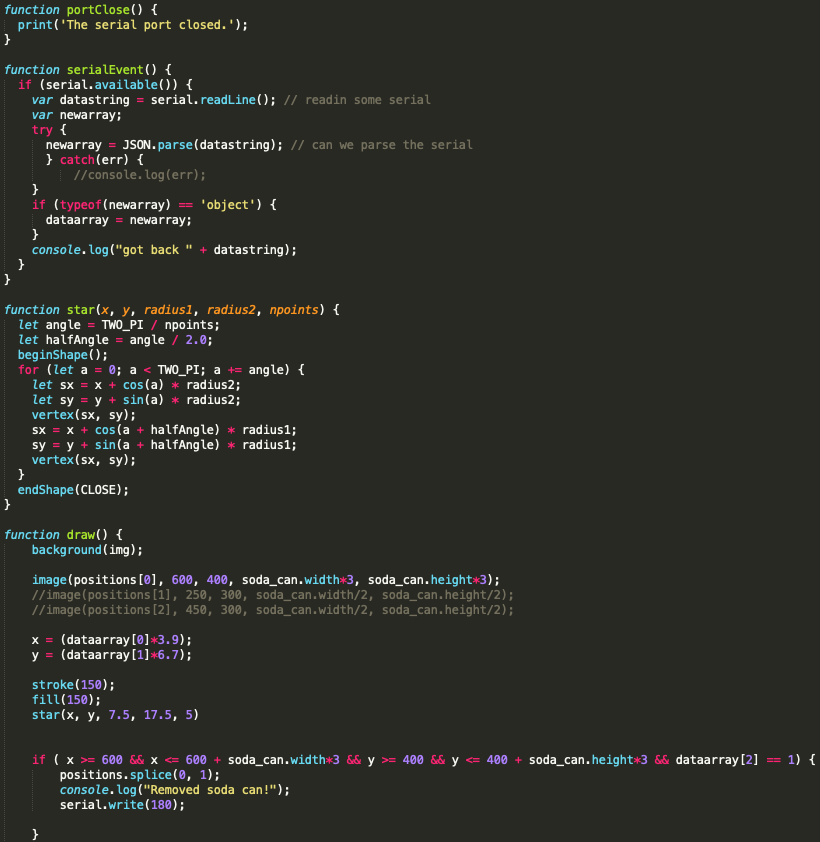 function portClose() {
  print('The serial port closed.');
}

function serialEvent() {
  if (serial.available()) {
    var datastring = serial.readLine(); // readin some serial
    var newarray;
    try {
      newarray = JSON.parse(datastring); // can we parse the serial
      } catch(err) {
          //console.log(err);
    }
    if (typeof(newarray) == 'object') {
      dataarray = newarray;
    }
    console.log("got back " + datastring);
  }
}

function star(x, y, radius1, radius2, npoints) {
  let angle = TWO_PI / npoints;
  let halfAngle = angle / 2.0;
  beginShape();
  for (let a = 0; a < TWO_PI; a += angle) {
    let sx = x + cos(a) * radius2;
    let sy = y + sin(a) * radius2;
    vertex(sx, sy);
    sx = x + cos(a + halfAngle) * radius1;
    sy = y + sin(a + halfAngle) * radius1;
    vertex(sx, sy);
  }
  endShape(CLOSE);
}

function draw() {
    background(img);

    image(positions[0], 600, 400, soda_can.width*3, soda_can.height*3);
    //image(positions[1], 250, 300, soda_can.width/2, soda_can.height/2);
    //image(positions[2], 450, 300, soda_can.width/2, soda_can.height/2);

    x = (dataarray[0]*3.9);
    y = (dataarray[1]*6.7);

    stroke(150);
    fill(150);
    star(x, y, 7.5, 17.5, 5)


    if ( x >= 600 && x <= 600 + soda_can.width*3 && y >= 400 && y <= 400 + soda_can.height*3 && dataarray[2] == 1) {
        positions.splice(0, 1);
        console.log("Removed soda can!");
        serial.write(180);

    }